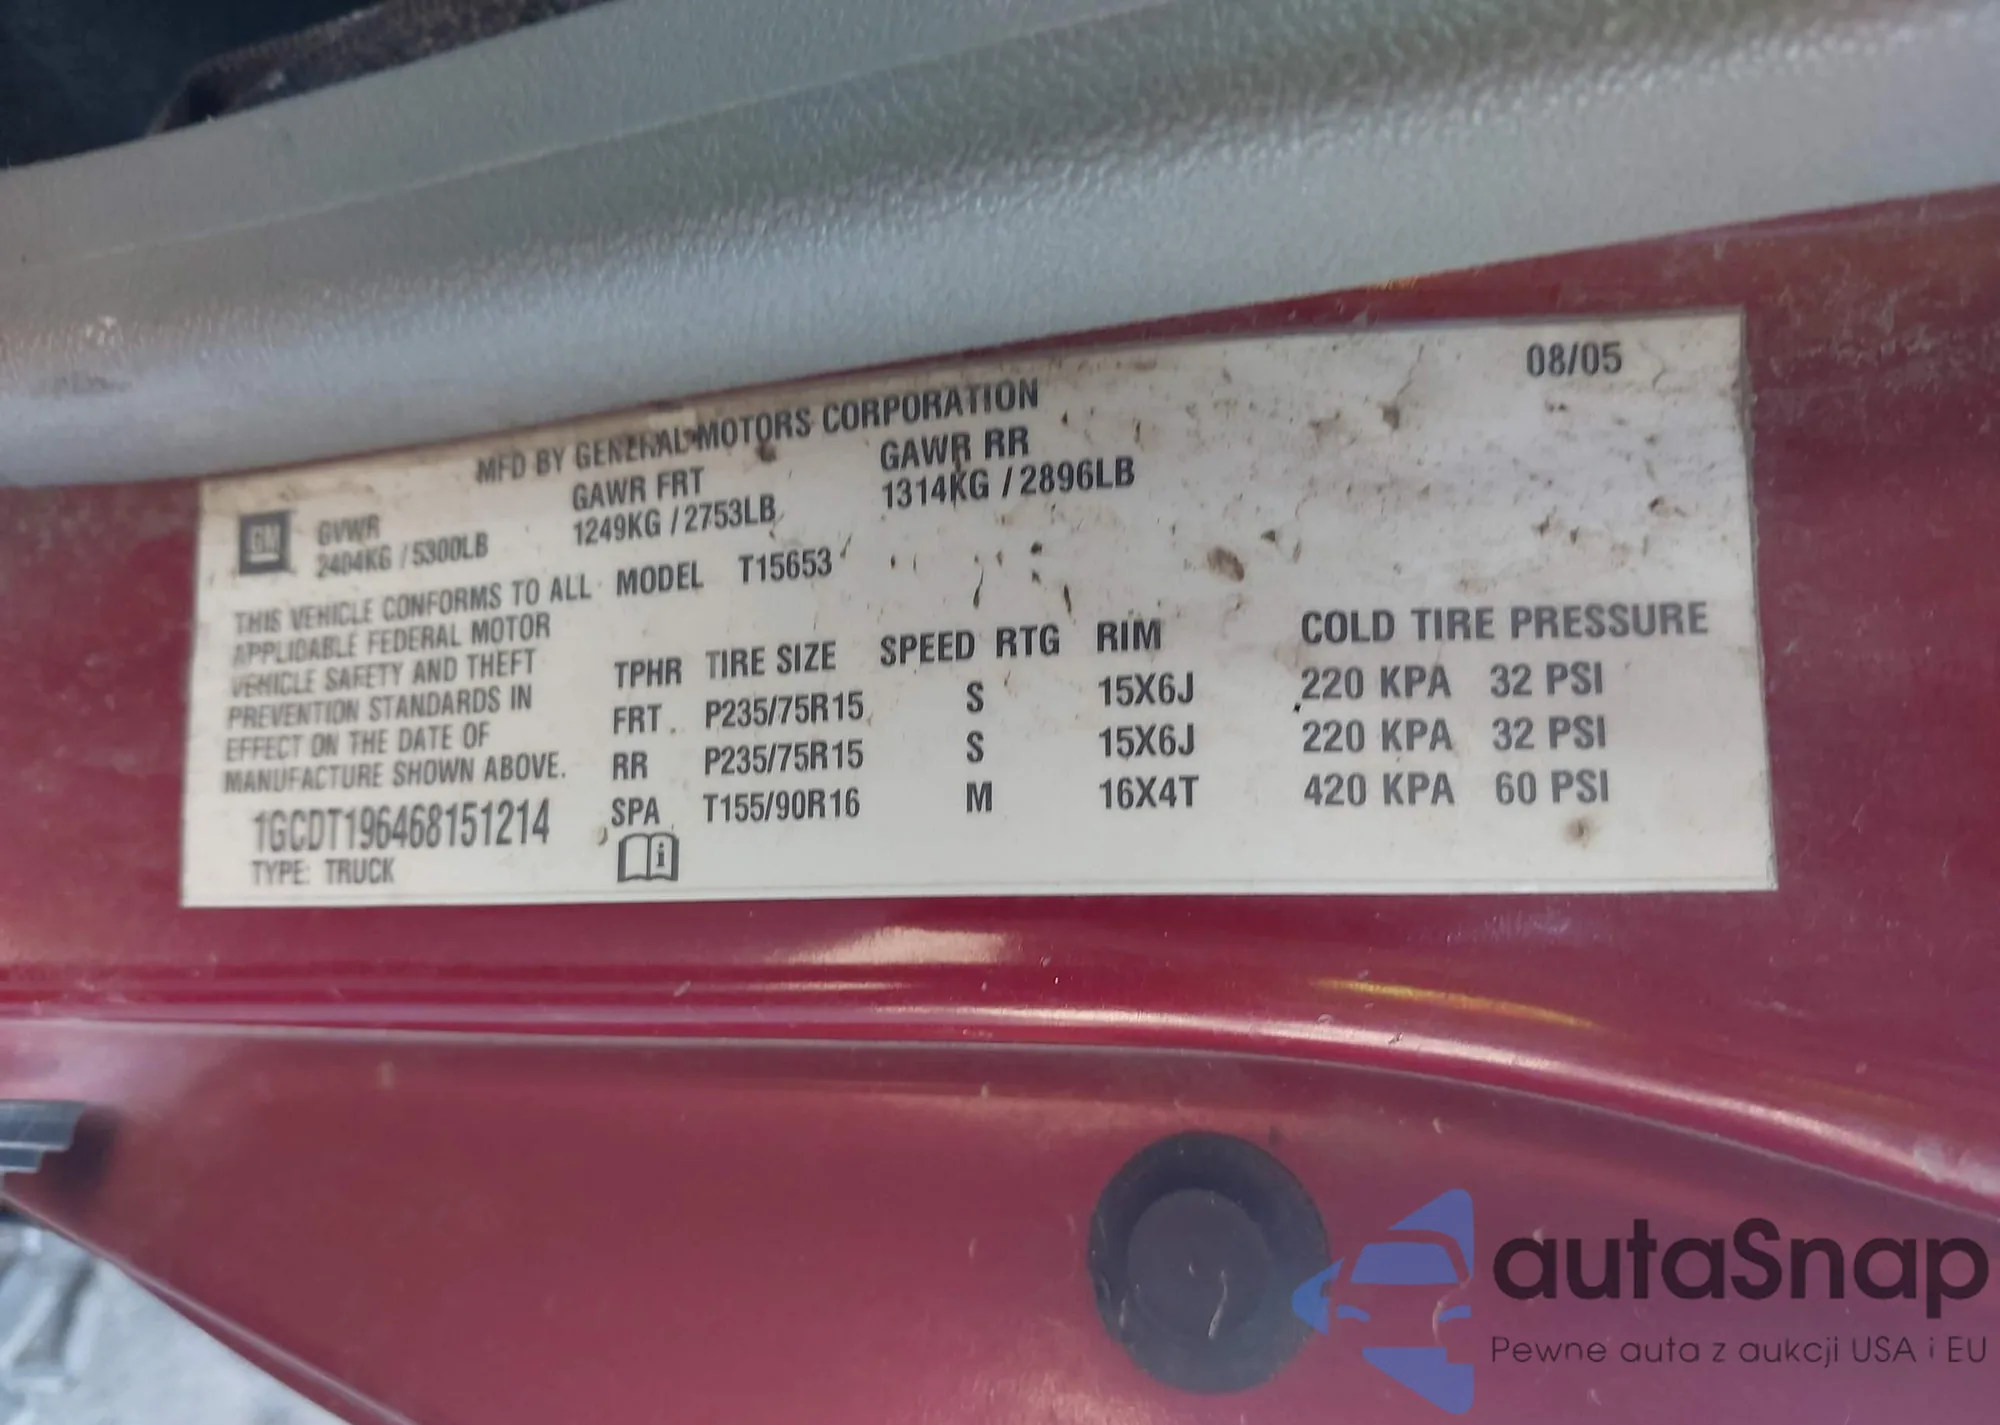 08/05
MFD BY GENERAL MOTORS CORPORATION
GM
GVWR GAWR FRT GAWR RR
2404KG / 5300LB 1249KG / 2753LB 1314KG / 2896LB
THIS VEHICLE CONFORMS TO ALL
APPLICABLE FEDERAL MOTOR
VEHICLE SAFETY AND THEFT
PREVENTION STANDARDS IN
EFFECT ON THE DATE OF
MANUFACTURE SHOWN ABOVE.
1GCDT196468151214
TYPE: TRUCK
MODEL T15653
TPHR TIRE SIZE SPEED RTG RIM COLD TIRE PRESSURE
FRT P235/75R15 S 15X6J 220 KPA 32 PSI
RR P235/75R15 S 15X6J 220 KPA 32 PSI
SPA T155/90R16 M 16X4T 420 KPA 60 PSI
i
autaSnap
Pewne auta z aukcji USA i EU